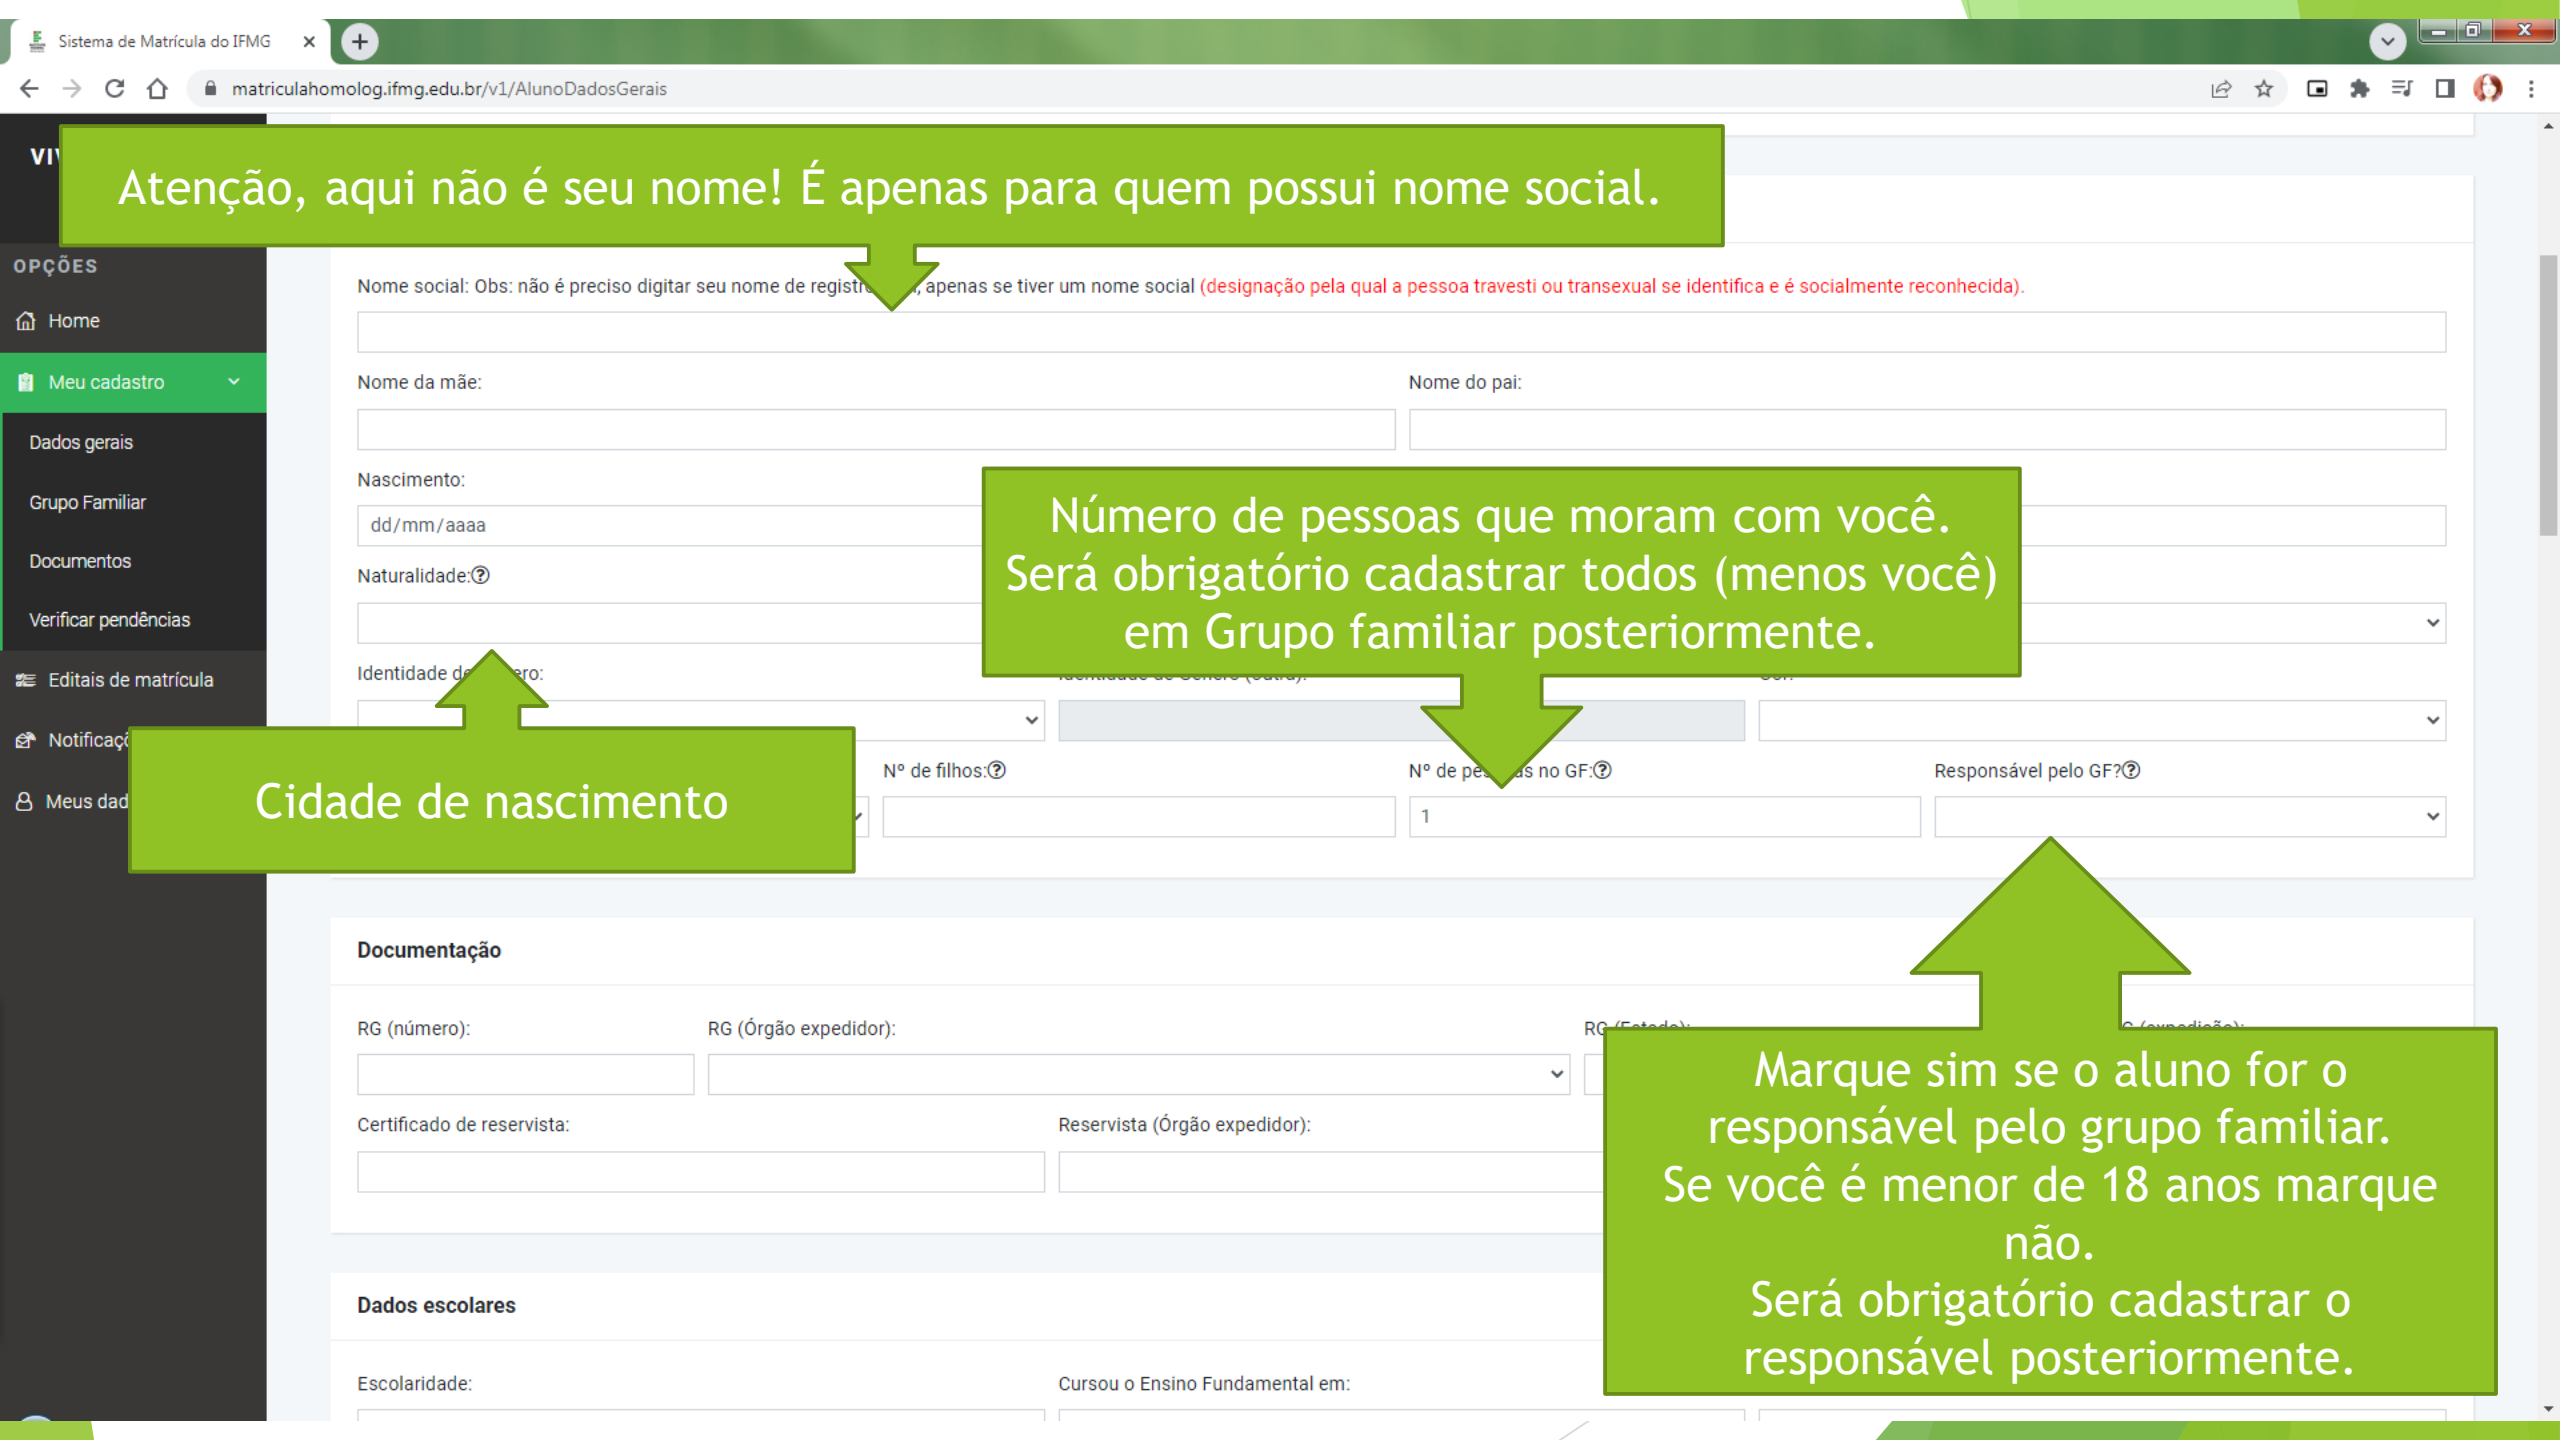 Sistema de Matrícula do IFMG
matriculahomolog.ifmg.edu.br/v1/AlunoDadosGerais
Atenção, aqui não é seu nome! É apenas para quem possui nome social.
OPÇÕES
Home
Meu cadastro
Dados gerais
Grupo Familiar
Documentos
Verificar pendências
Editais de matrícula
Nome social: Obs: não é preciso digitar seu nome de apenas se tiver um nome social (designação pela qual a pessoa travesti ou transexual se identifica e é socialmente reconhecida).
Nome da mãe: Nome do pai:
Nascimento:
dd/mm/aaaa
Naturalidade:
Número de pessoas que moram com você.
Será obrigatório cadastrar todos (menos você)
em Grupo familiar posteriormente.
Identidade
Cidade de nascimento
Nº de filhos: Nº de no GF: Responsável pelo GF?
1
Documentação
RG (número): RG (Órgão expedidor):
Certificado de reservista: Reservista (Órgão expedidor):
Marque sim se o aluno for o
responsável pelo grupo familiar.
Se você é menor de 18 anos marque
não.
Será obrigatório cadastrar o
responsável posteriormente.
Dados escolares
Escolaridade: Cursou o Ensino Fundamental em: